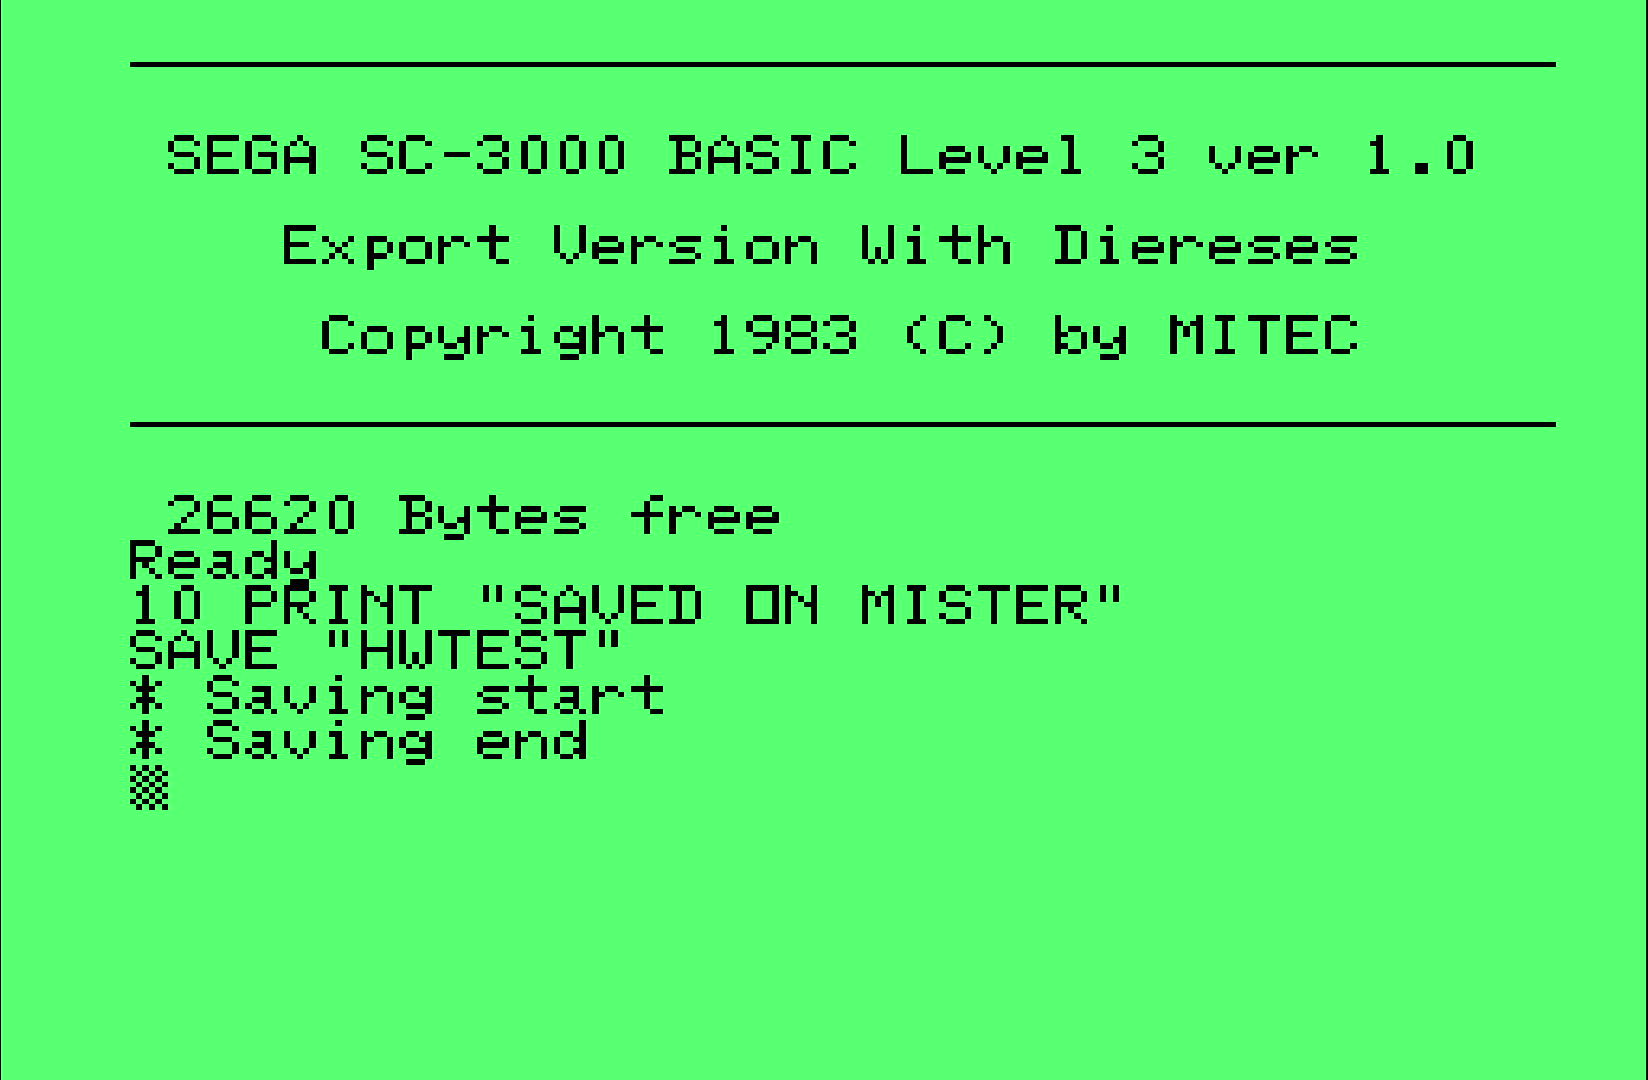 SEGA SC-3000 BASIC Level 3 ver 1.0
Export Version With Diereses
Copyright 1983 (C) by MITEC
26620 Bytes free
Ready
10 PRINT "SAVED ON MISTER"
SAVE "HWTEST"
* Saving start
* Saving end